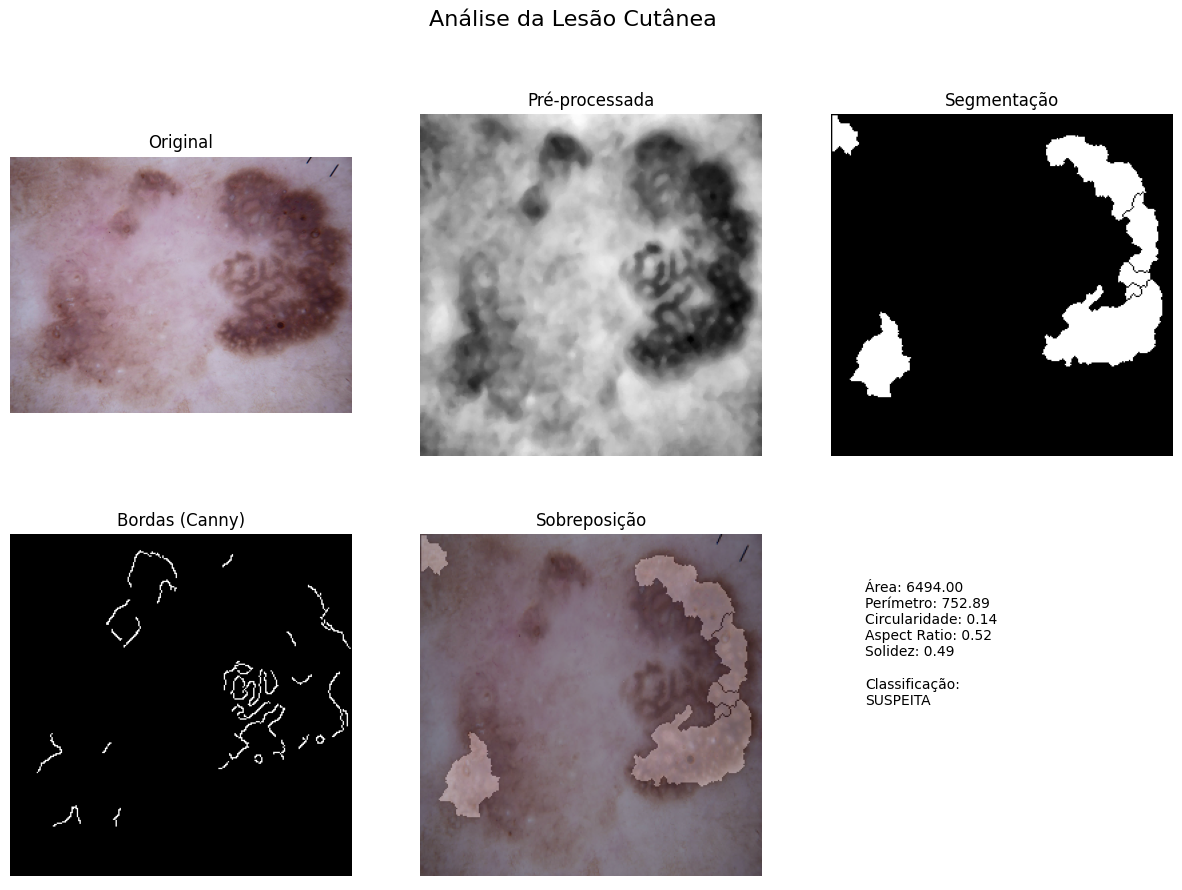 Análise da Lesão Cutânea
Original
Pré-processada
Segmentação
Bordas (Canny)
Sobreposição
Área: 6494.00
Perímetro: 752.89
Circularidade: 0.14
Aspect Ratio: 0.52
Solidez: 0.49
Classificação:
SUSPEITA